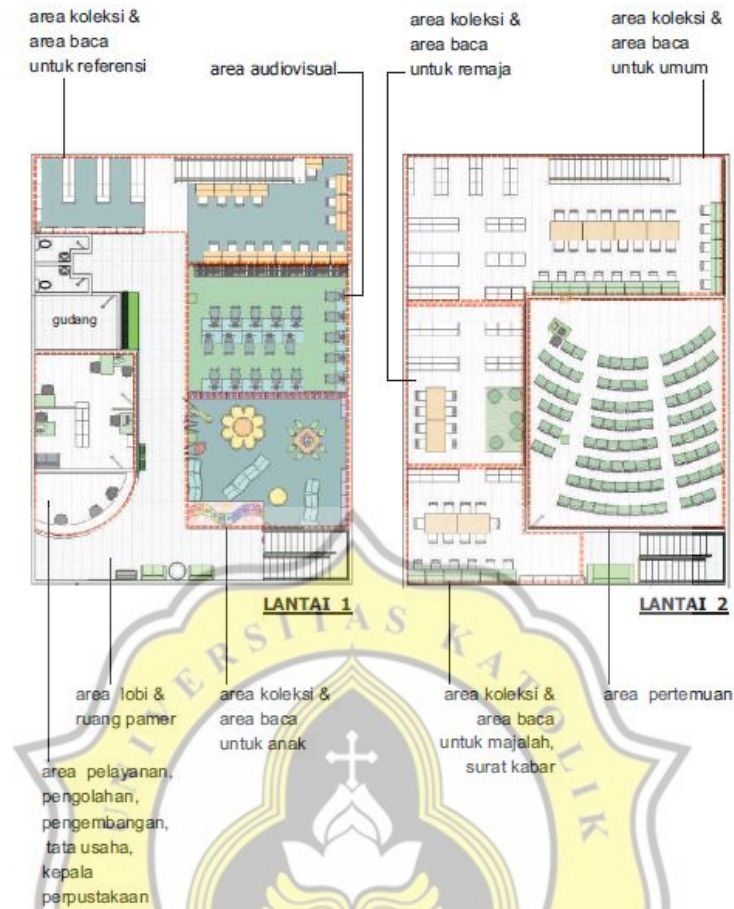 area koleksi &
area baca
untuk referensi
area audiovisual
area koleksi &
area baca
untuk remaja
area koleksi &
area baca
untuk umum
gudang
LANTAI 1
LANTAI 2
area lobi &
ruang pamer
area koleksi &
area baca
untuk anak
area koleksi &
area baca
untuk majalah,
surat kabar
area pertemuan
area pelayanan,
pengolahan,
pengembangan,
tata usaha,
kepala
perpustakaan
UNIVERSITAS KATOLIK